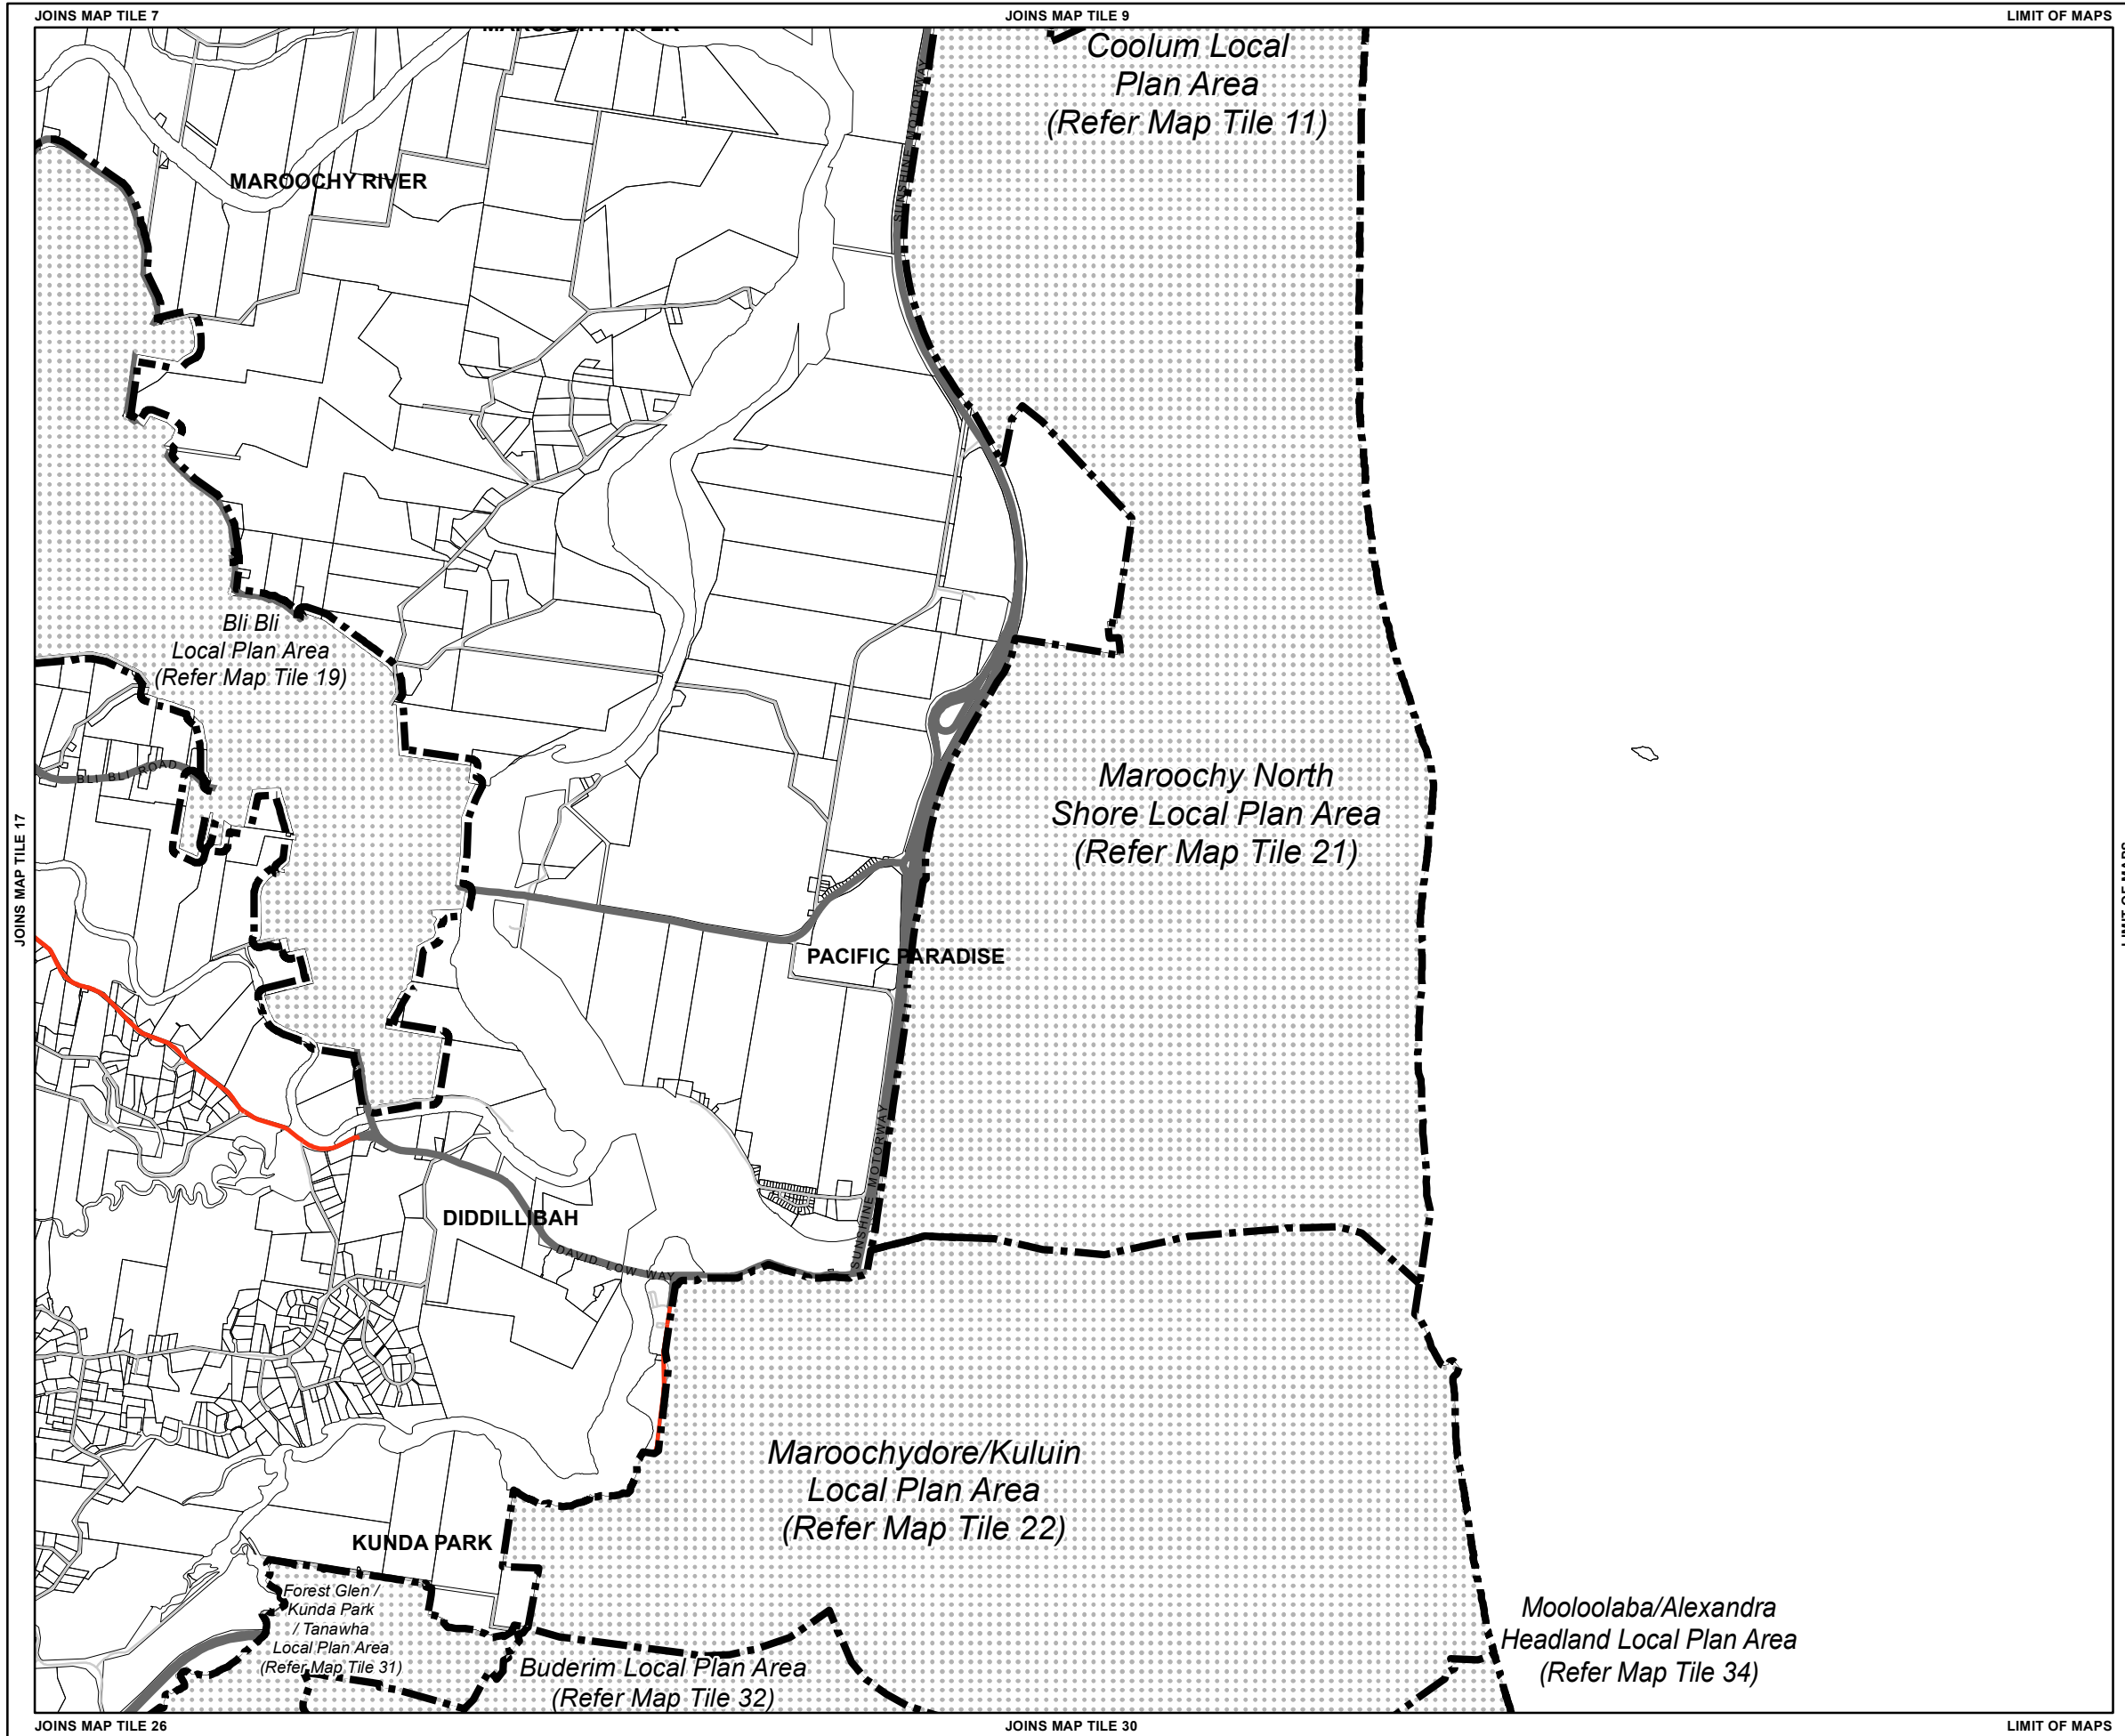 JOINS MAP TILE 7
JOINS MAP TILE 9
LIMIT OF MAPS
MAROOCHY RIVER
SUNSHINE MOTORWAY
Coolum Local
Plan Area
(Refer Map Tile 11)
MAROOCHY RIVER
Bli Bli
Local Plan Area
(Refer Map Tile 19)
BLI BLI ROAD
Maroochy North
Shore Local Plan Area
(Refer Map Tile 21)
JOINS MAP TILE 17
LIMIT OF MAPS
PACIFIC PARADISE
SUNSHINE MOTORWAY
DIDDILLIBAH
DAVID LOW WAY
Maroochydore/Kuluin
Local Plan Area
(Refer Map Tile 22)
KUNDA PARK
Forest Glen /
Kunda Park
/ Tanawha
Local Plan Area
(Refer Map Tile 31)
Buderim Local Plan Area
(Refer Map Tile 32)
Mooloolaba/Alexandra
Headland Local Plan Area
(Refer Map Tile 34)
JOINS MAP TILE 26
JOINS MAP TILE 30
LIMIT OF MAPS